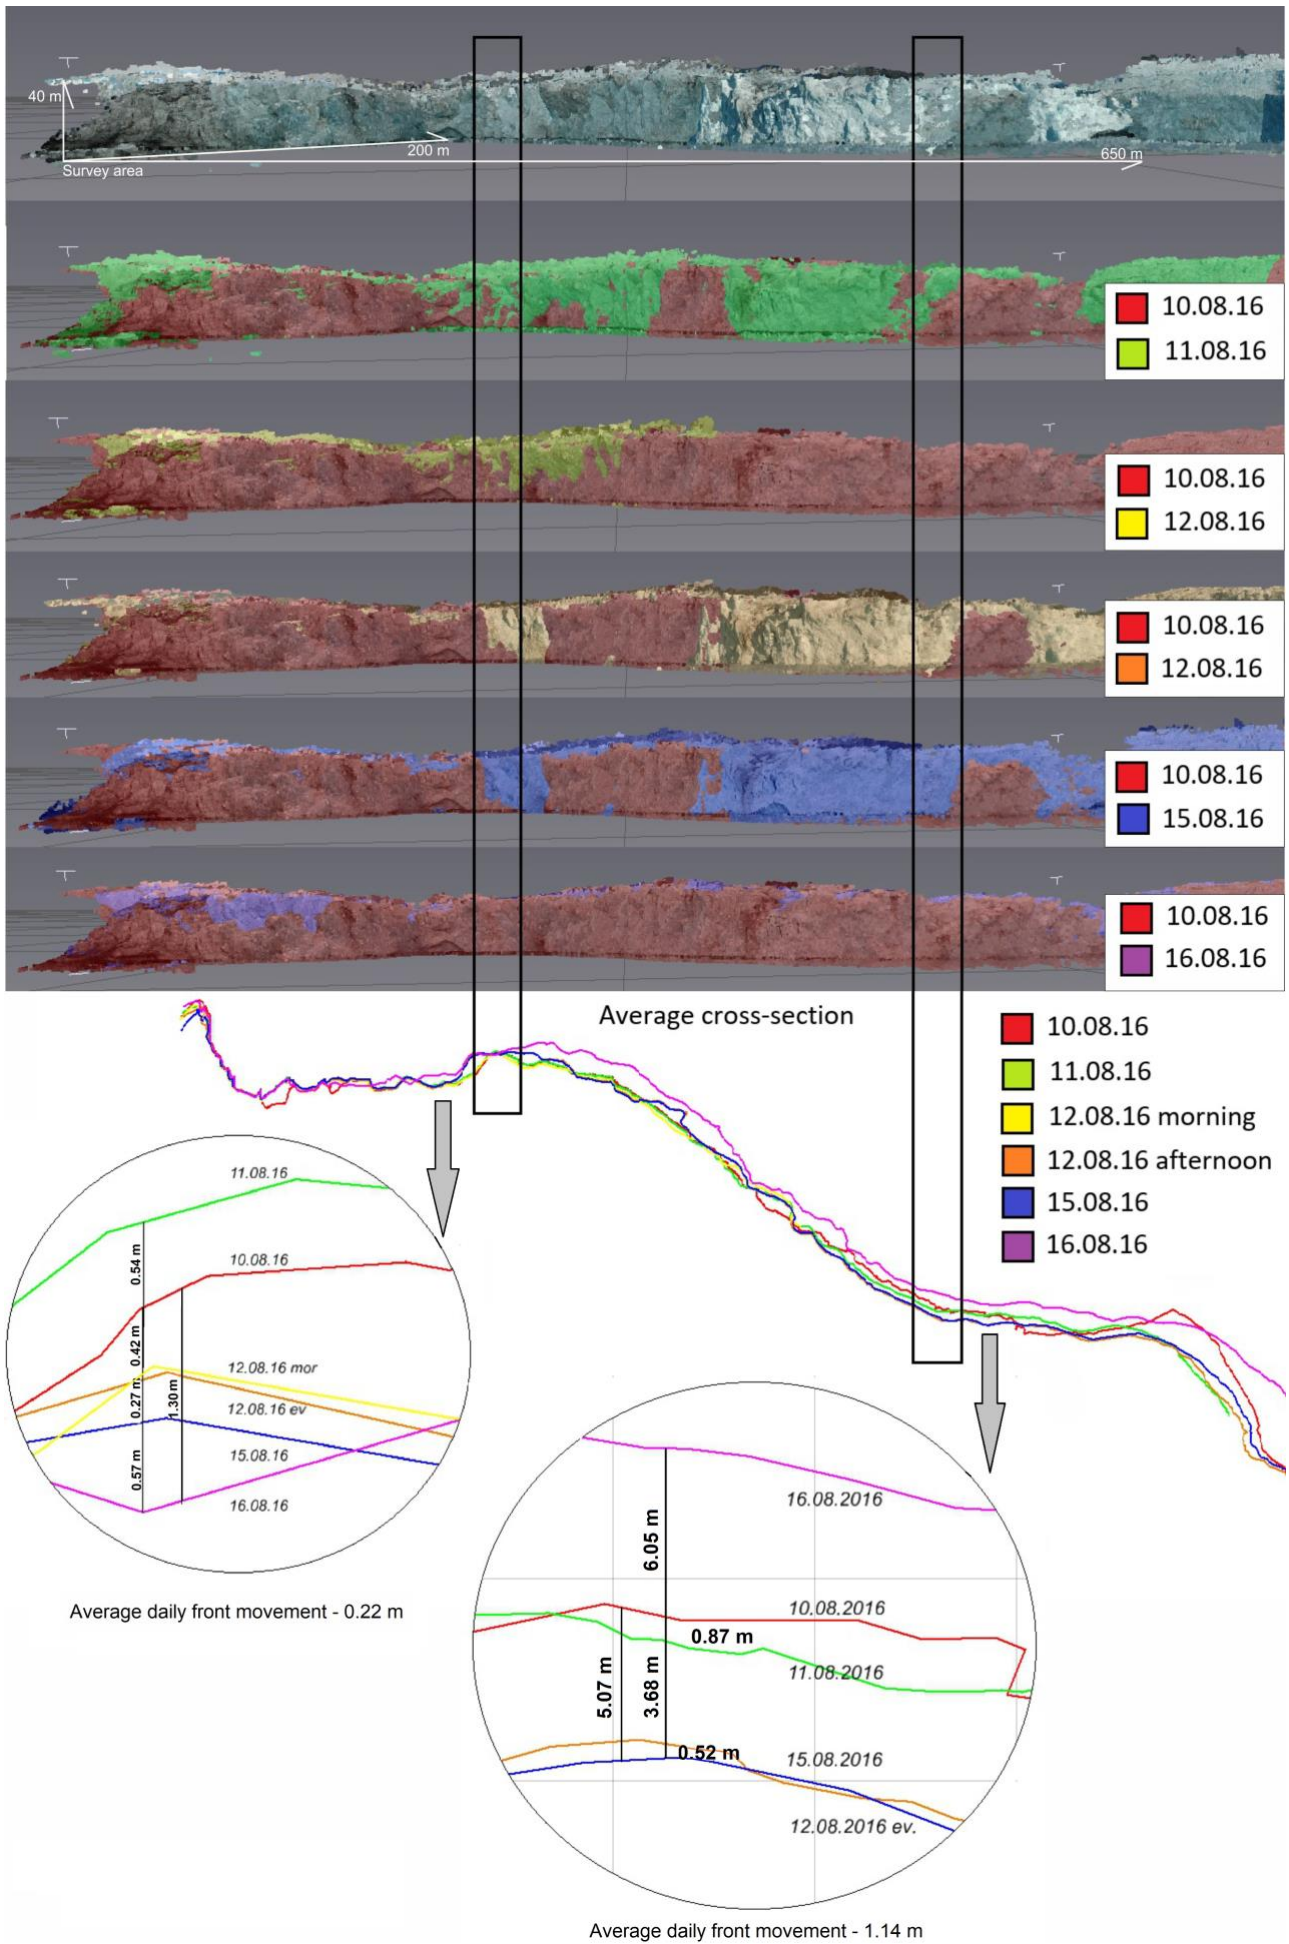 40 m
200 m
650 m
Survey area
10.08.16
11.08.16
10.08.16
12.08.16
10.08.16
12.08.16
10.08.16
15.08.16
10.08.16
16.08.16
Average cross-section
10.08.16
11.08.16
12.08.16 morning
12.08.16 afternoon
15.08.16
16.08.16
11.08.16
0.54 m
10.08.16
0.42 m
12.08.16 mor
0.27 m
1.30 m
12.08.16 ev
15.08.16
0.57 m
16.08.16
Average daily front movement - 0.22 m
16.08.2016
6.05 m
10.08.2016
0.87 m
11.08.2016
5.07 m
3.68 m
0.52 m
15.08.2016
12.08.2016 ev.
Average daily front movement - 1.14 m